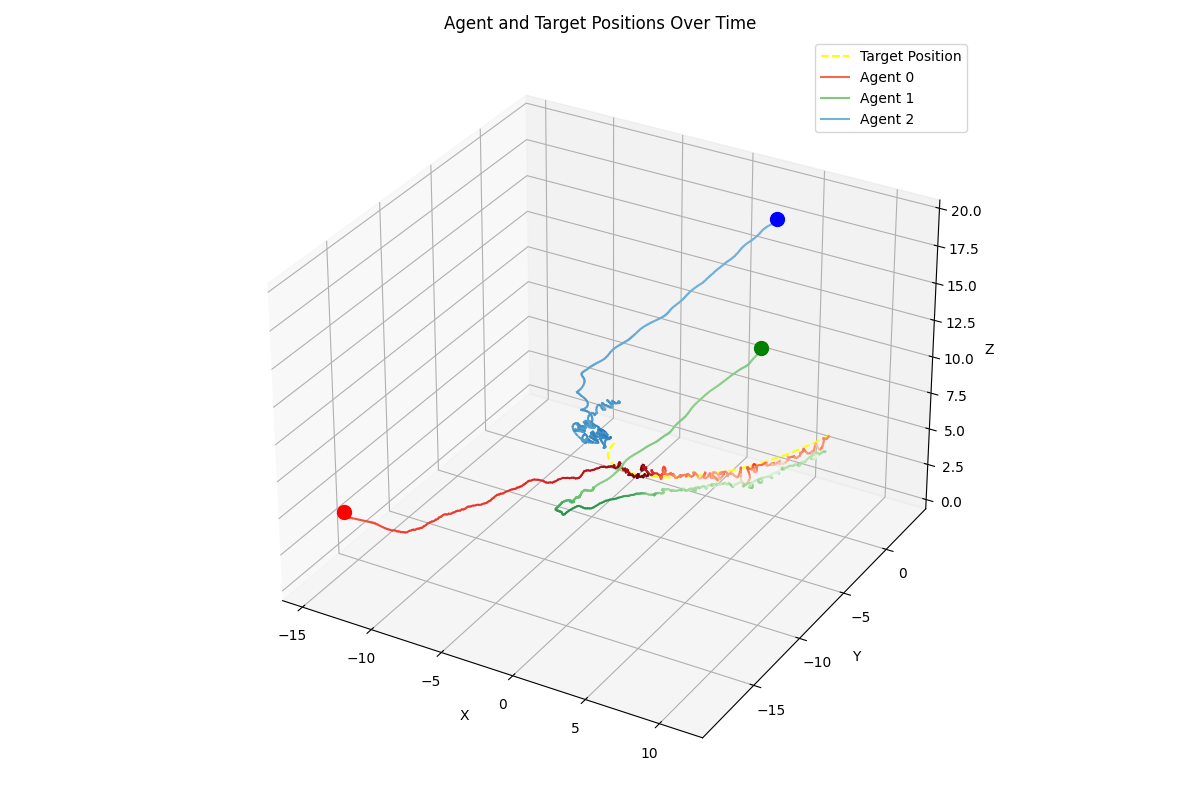 Agent and Target Positions Over Time
Target Position
Agent 0
Agent 1
Agent 2
20.0
17.5
15.0
12.5
10.0
7.5
5.0
2.5
0.0
Z
0
−5
−10
−15
Y
−15
−10
−5
0
5
10
X